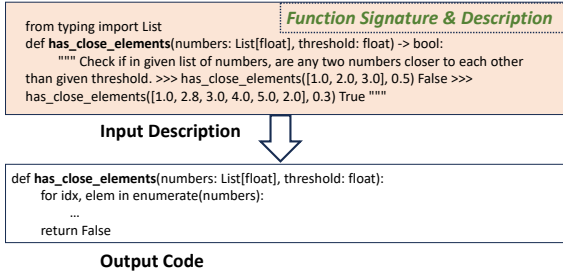 Function Signature & Description
from typing import List
def has_close_elements(numbers: List[float], threshold: float) -> bool:
""" Check if in given list of numbers, are any two numbers closer to each other
than given threshold. >>> has_close_elements([1.0, 2.0, 3.0], 0.5) False >>>
has_close_elements([1.0, 2.8, 3.0, 4.0, 5.0, 2.0], 0.3) True """
Input Description
def has_close_elements(numbers: List[float], threshold: float):
for idx, elem in enumerate(numbers):
...
return False
Output Code